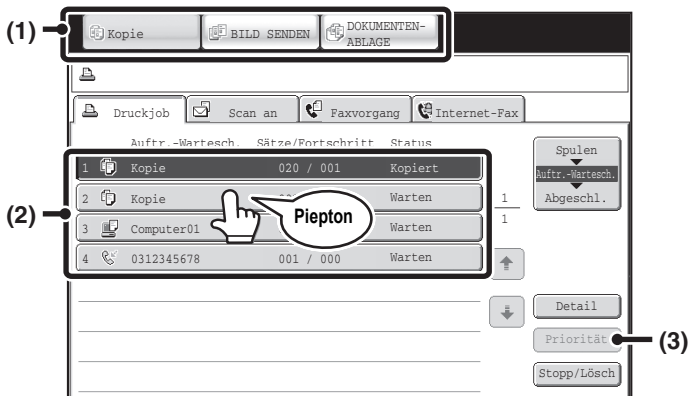 (1)
Kopie BILD SENDEN DOKUMENTEN-
ABLAGE
Druckjob Scan an Faxvorgang Internet-Fax
Auftr.-Wartesch. Sätze/Fortschritt Status
1 Kopie 020 / 001 Kopiert
2 Kopie Warten
3 Computer01 Warten
4 0312345678 001 / 000 Warten
(2)
Piepton
1
1
Spulen
Auftr.-Wartesch.
Abgeschl.
Detail
Priorität
(3)
Stopp/Lösch